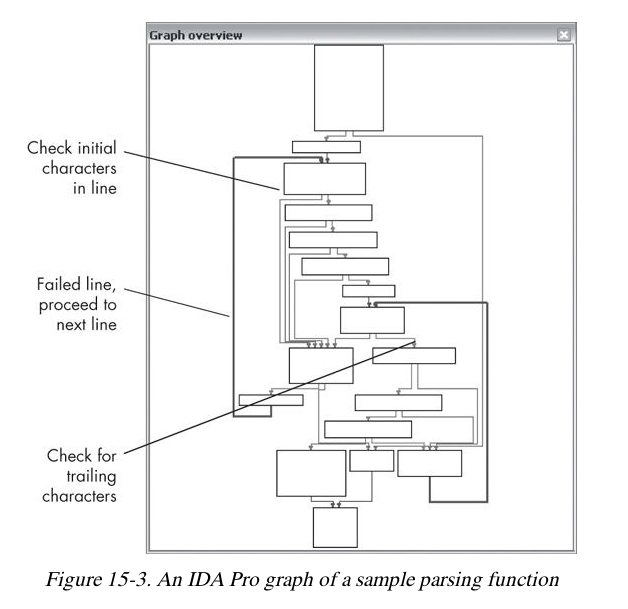 Graph overview
Check initial
characters
in line
Failed line,
proceed to
next line
Check for
trailing
characters
Figure 15-3. An IDA Pro graph of a sample parsing function